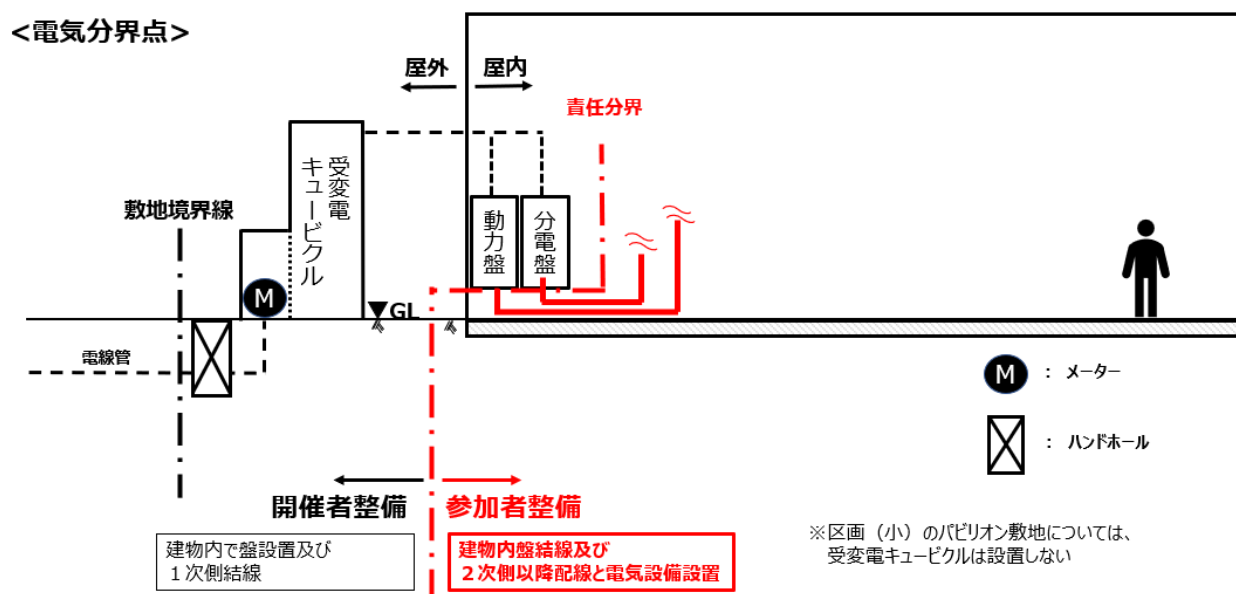 <電気分界点>
屋外
屋内
責任分界
受変電
キュービクル
動力盤
分電盤
敷地境界線
M
GL
電線管
M : メーター
: ハンドホール
開催者整備
参加者整備
建物内で盤設置及び
１次側結線
建物内盤結線及び
２次側以降配線と電気設備設置
※区画（小）のパビリオン敷地については、
受変電キュービクルは設置しない